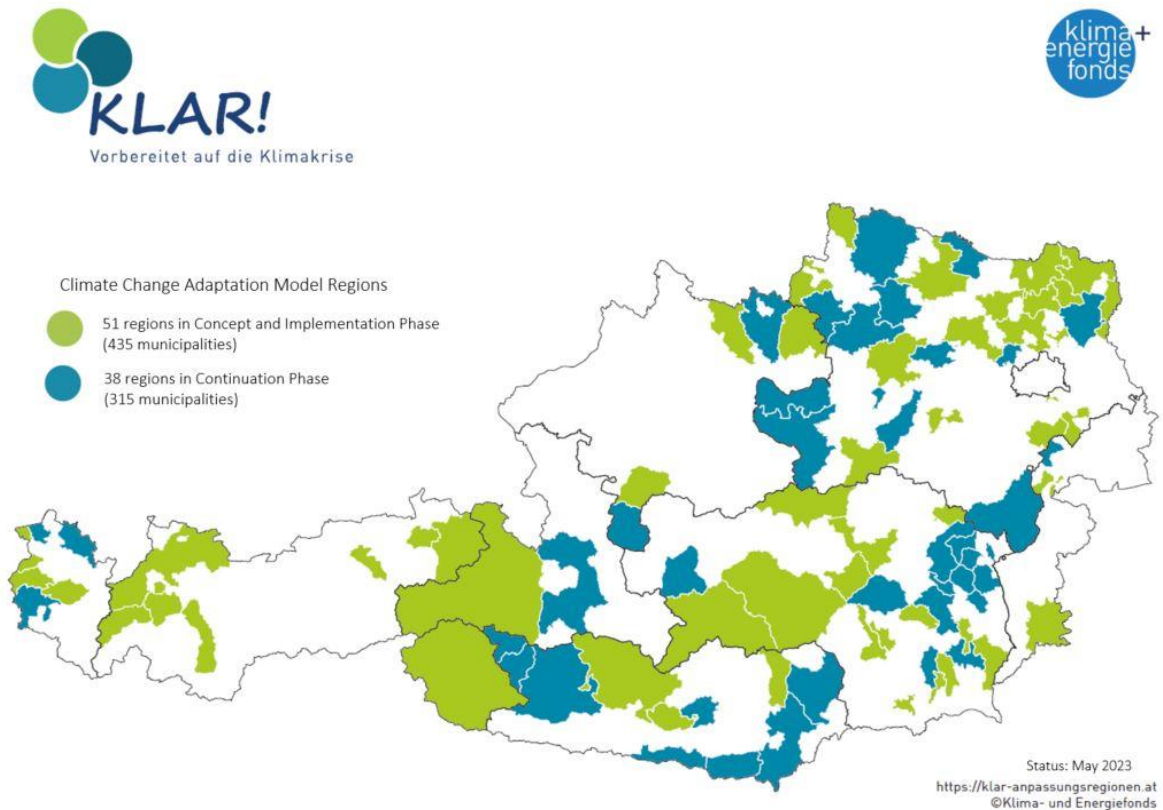 KLAR!
Vorbereitet auf die Klimakrise
klima+
energie
fonds
Climate Change Adaptation Model Regions
51 regions in Concept and Implementation Phase
(435 municipalities)
38 regions in Continuation Phase
(315 municipalities)
Status: May 2023
https://klar-anpassungsregionen.at
©Klima- und Energiefonds